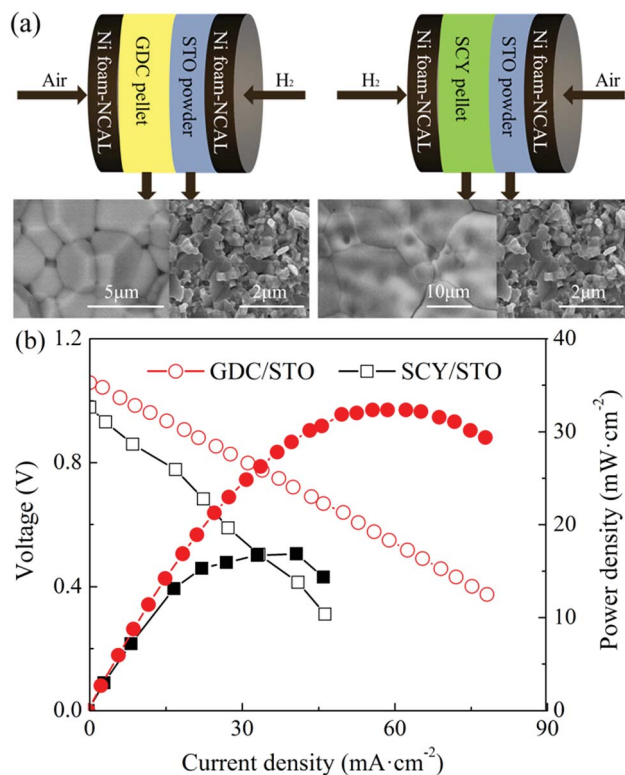 (a)
Air
Ni foam-NCAL
GDC pellet
STO powder
Ni foam-NCAL
H₂
H₂
Ni foam-NCAL
SCY pellet
STO powder
Ni foam-NCAL
Air
5μm
2μm
10μm
2μm
(b)
1.2
0.8
0.4
0.0
Voltage (V)
GDC/STO
SCY/STO
40
30
20
10
0
Power density (mW·cm⁻²)
0
30
60
90
Current density (mA·cm⁻²)